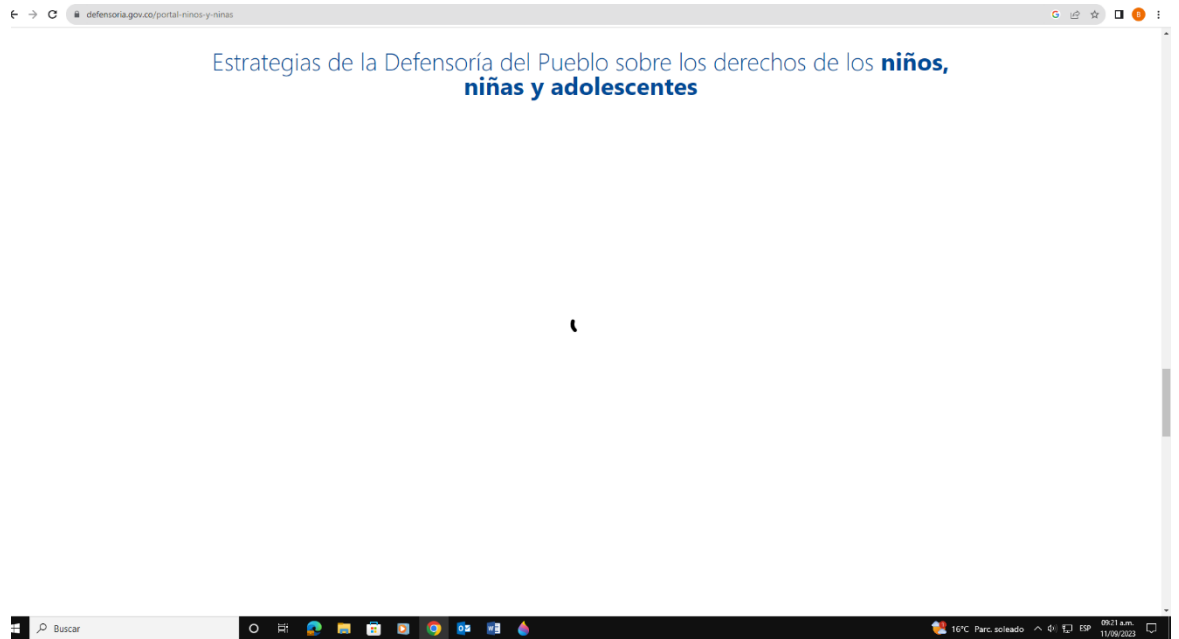 defensoria.gov.co/portal-ninos-y-ninas
Estrategias de la Defensoría del Pueblo sobre los derechos de los niños,
niñas y adolescentes
Buscar
16°C Parc. soleado
ESP
09:21 a.m.
11/09/2023